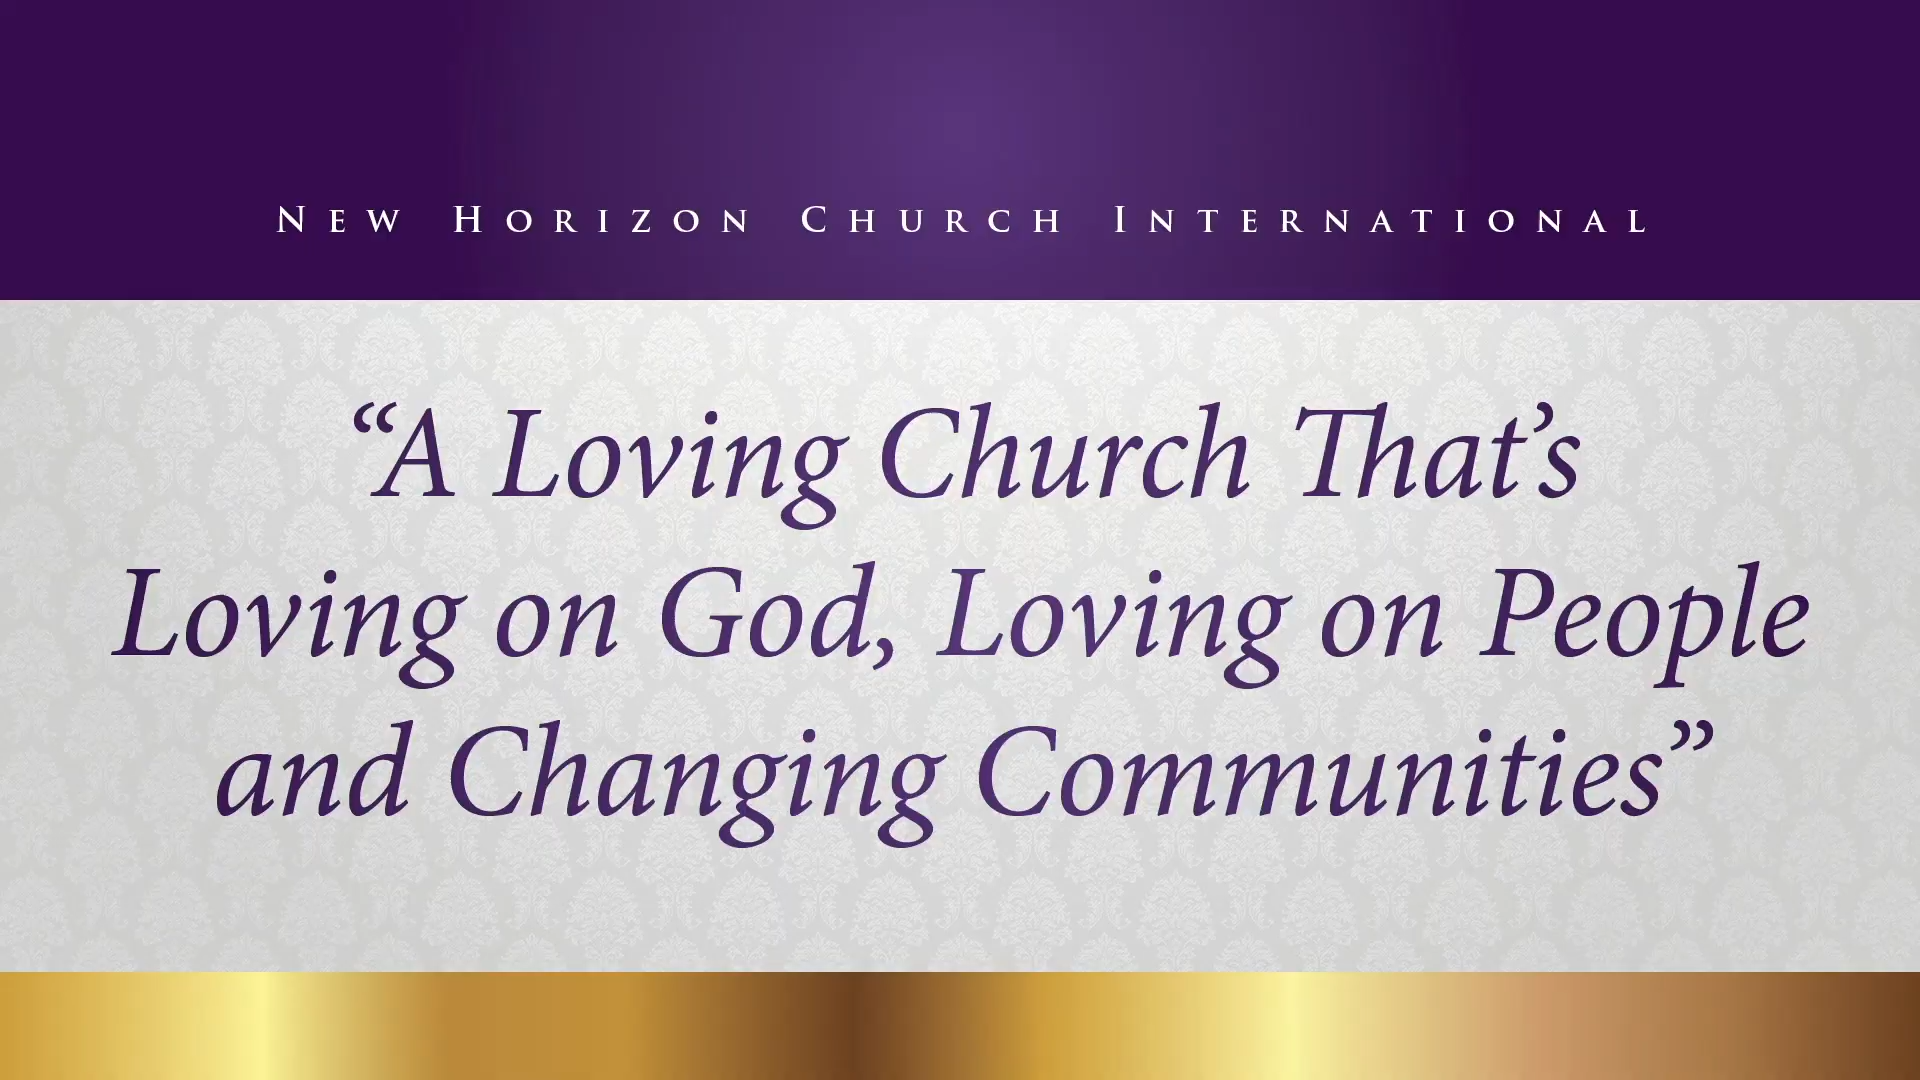 New Horizon Church International
“A Loving Church That’s
Loving on God, Loving on People
and Changing Communities”